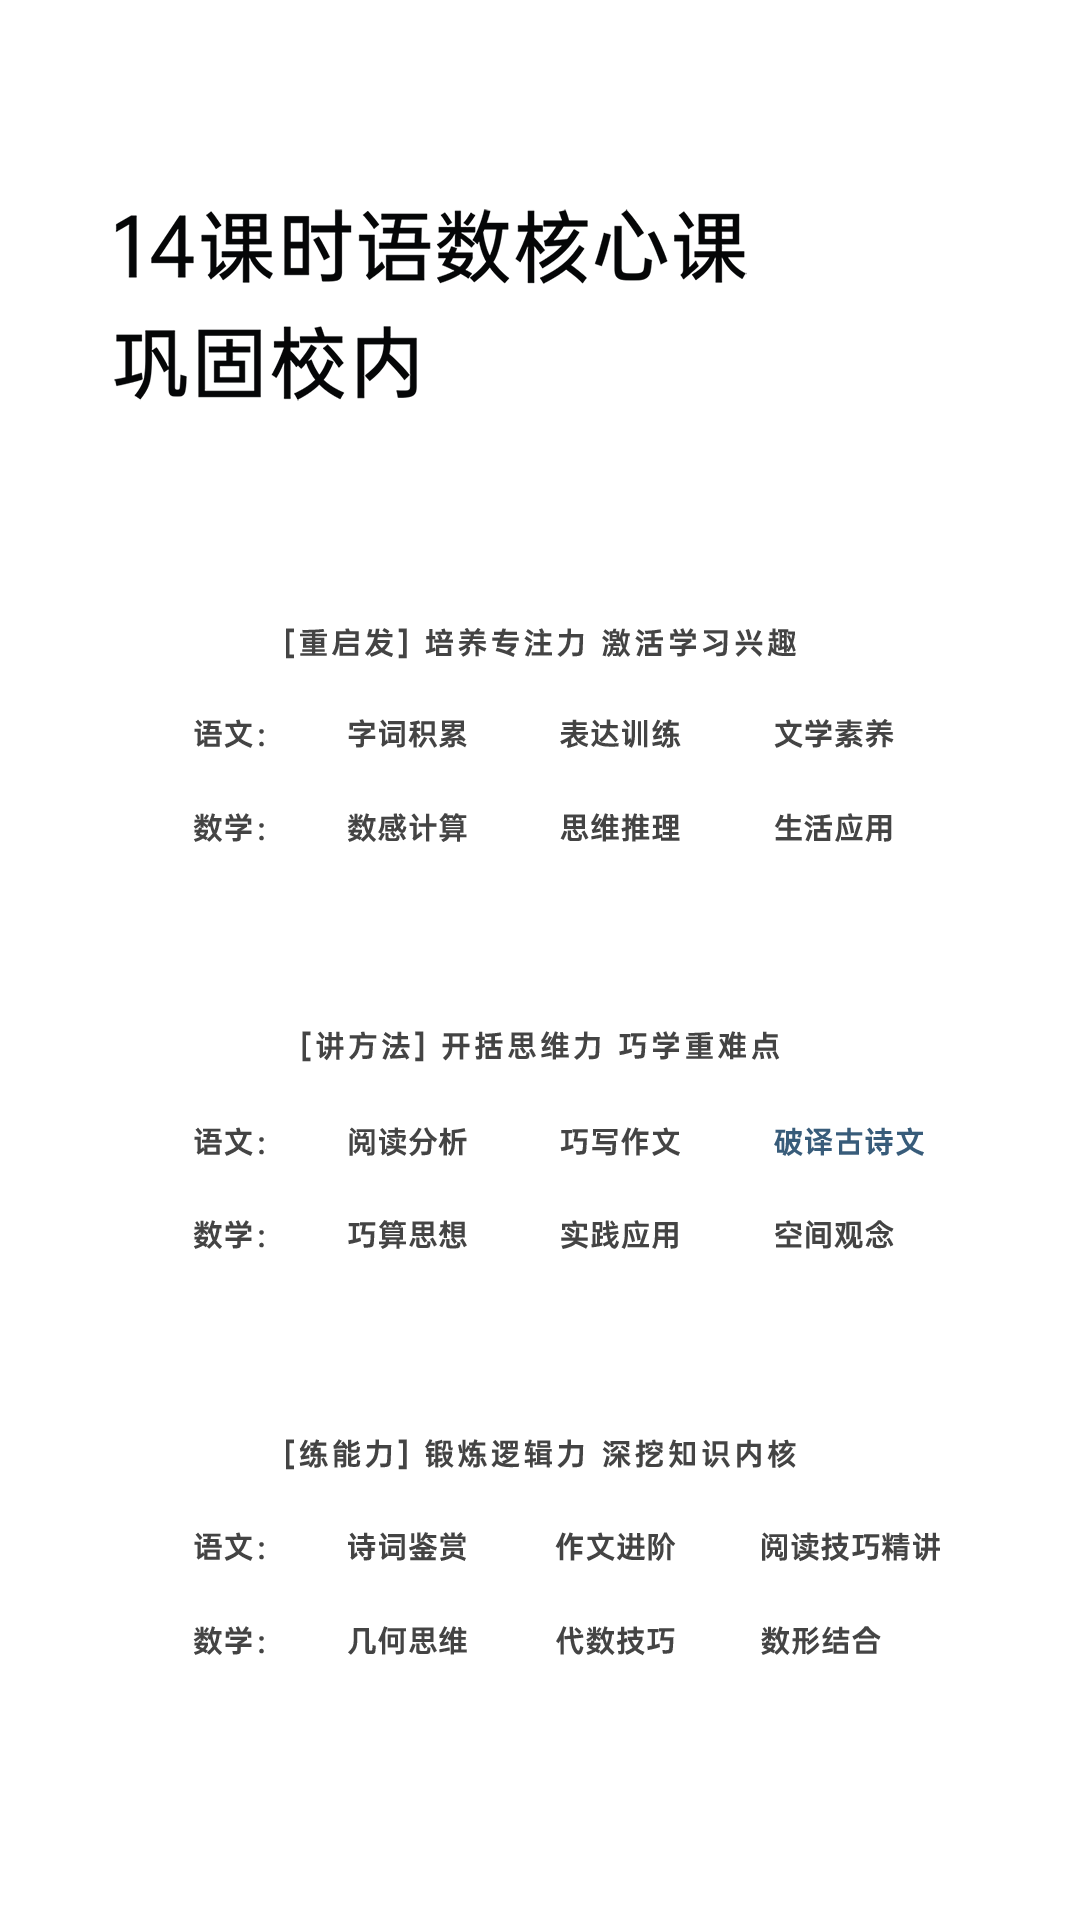 14课时语数核心课
巩固校内
[重启发] 培养专注力 激活学习兴趣
语文： 字词积累 表达训练 文学素养
数学： 数感计算 思维推理 生活应用
[讲方法] 开括思维力 巧学重难点
语文： 阅读分析 巧写作文 破译古诗文
数学： 巧算思想 实践应用 空间观念
[练能力] 锻炼逻辑力 深挖知识内核
语文： 诗词鉴赏 作文进阶 阅读技巧精讲
数学： 几何思维 代数技巧 数形结合